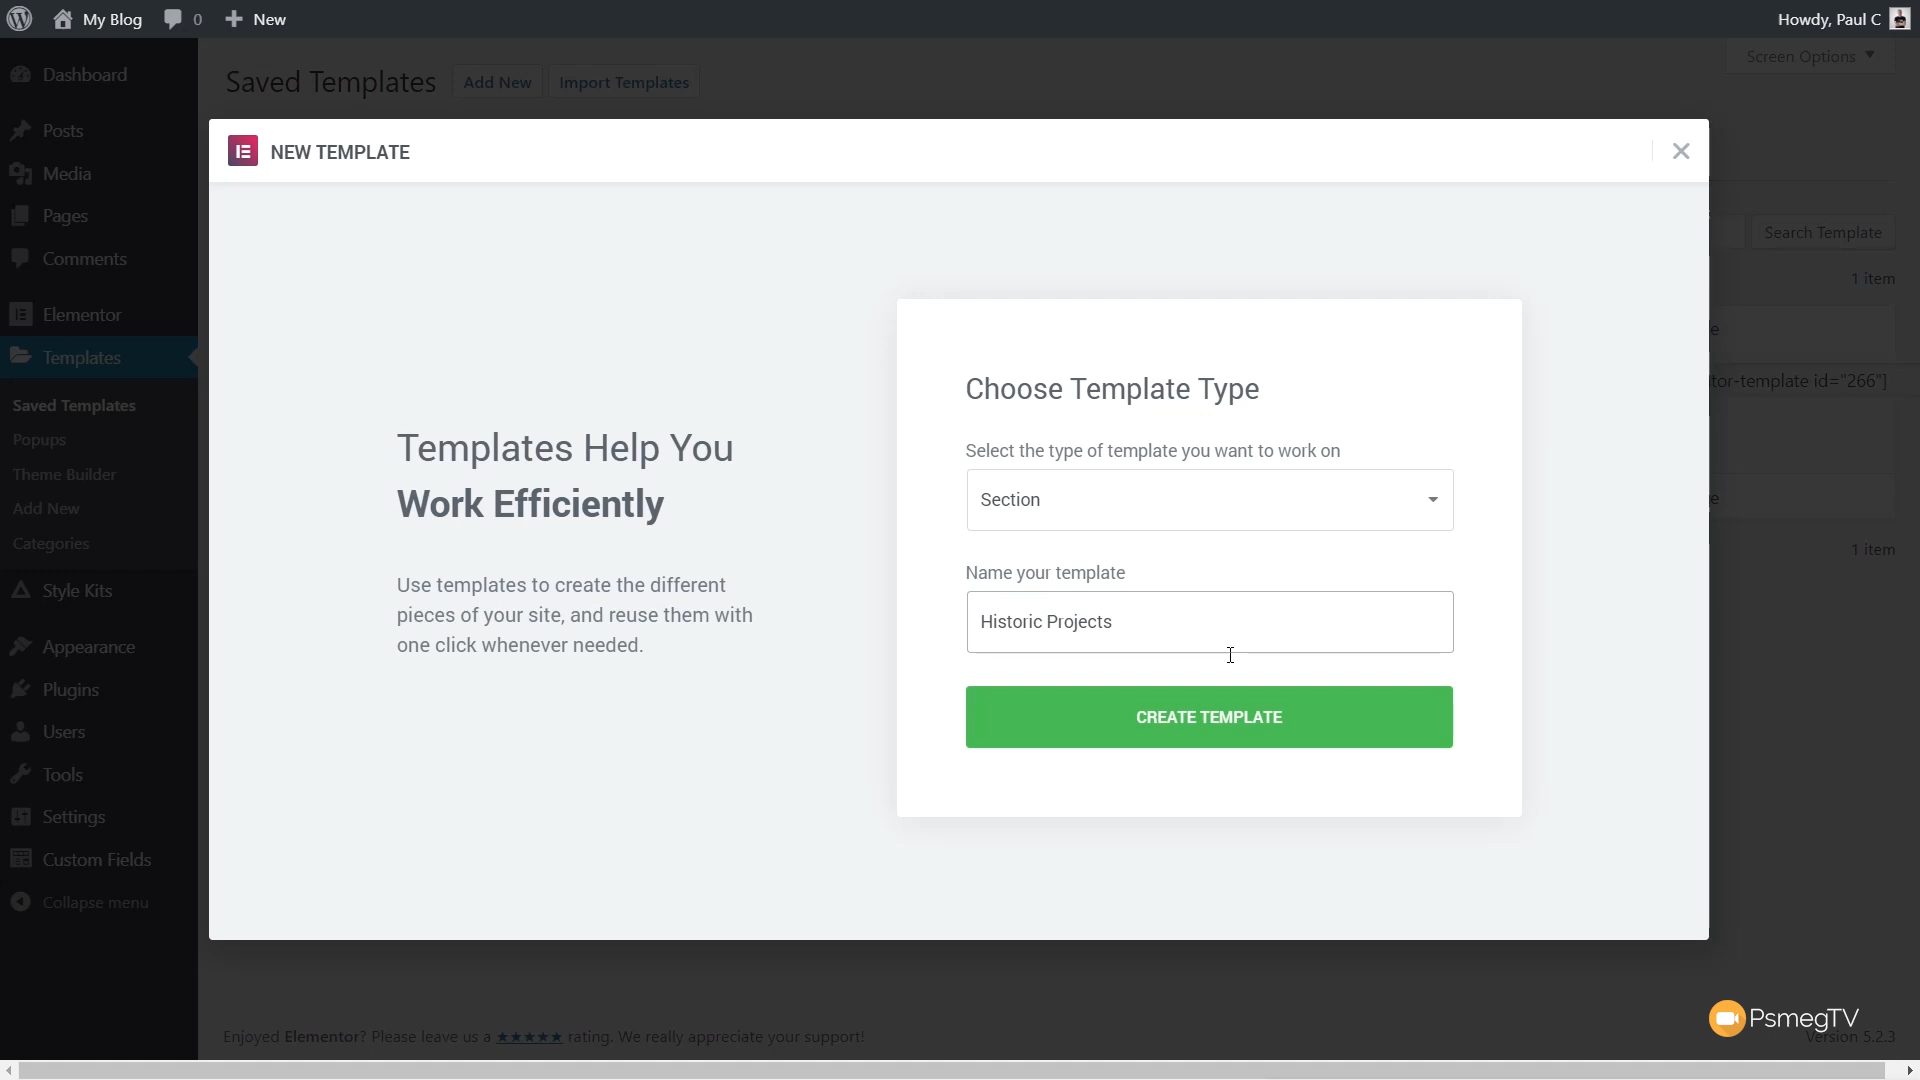 My Blog
0
New
Howdy, Paul C
Dashboard
Posts
Media
Pages
Comments
Elementor
Templates
Saved Templates
Popups
Theme Builder
Add New
Categories
Style Kits
Appearance
Plugins
Users
Tools
Settings
Custom Fields
Collapse menu
Saved Templates
Add New
Import Templates
Screen Options
Search Template
1 item
tor-template id="266"]
1 item
NEW TEMPLATE
Templates Help You
Work Efficiently
Use templates to create the different
pieces of your site, and reuse them with
one click whenever needed.
Choose Template Type
Select the type of template you want to work on
Section
Name your template
Historic Projects
CREATE TEMPLATE
Enjoyed Elementor? Please leave us a ★★★★★ rating. We really appreciate your support!
PsmegTV
Version 5.2.3